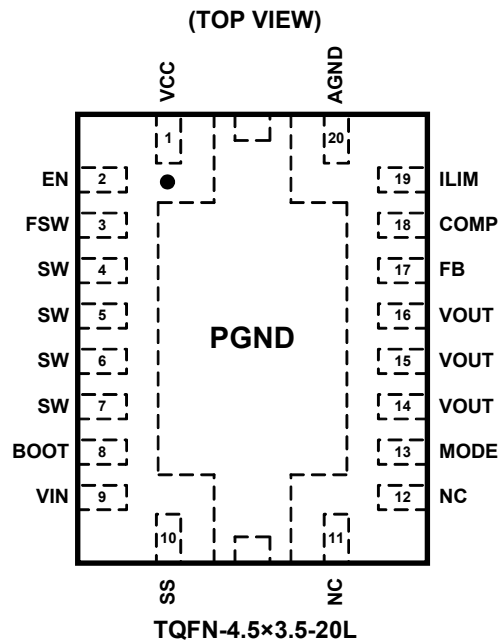 (TOP VIEW)
VCC
AGND
1
20
EN 2
19 ILIM
FSW 3
18 COMP
SW 4
17 FB
SW 5
16 VOUT
PGND
SW 6
15 VOUT
SW 7
14 VOUT
BOOT 8
13 MODE
VIN 9
12 NC
10
11
SS
NC
TQFN-4.5×3.5-20L